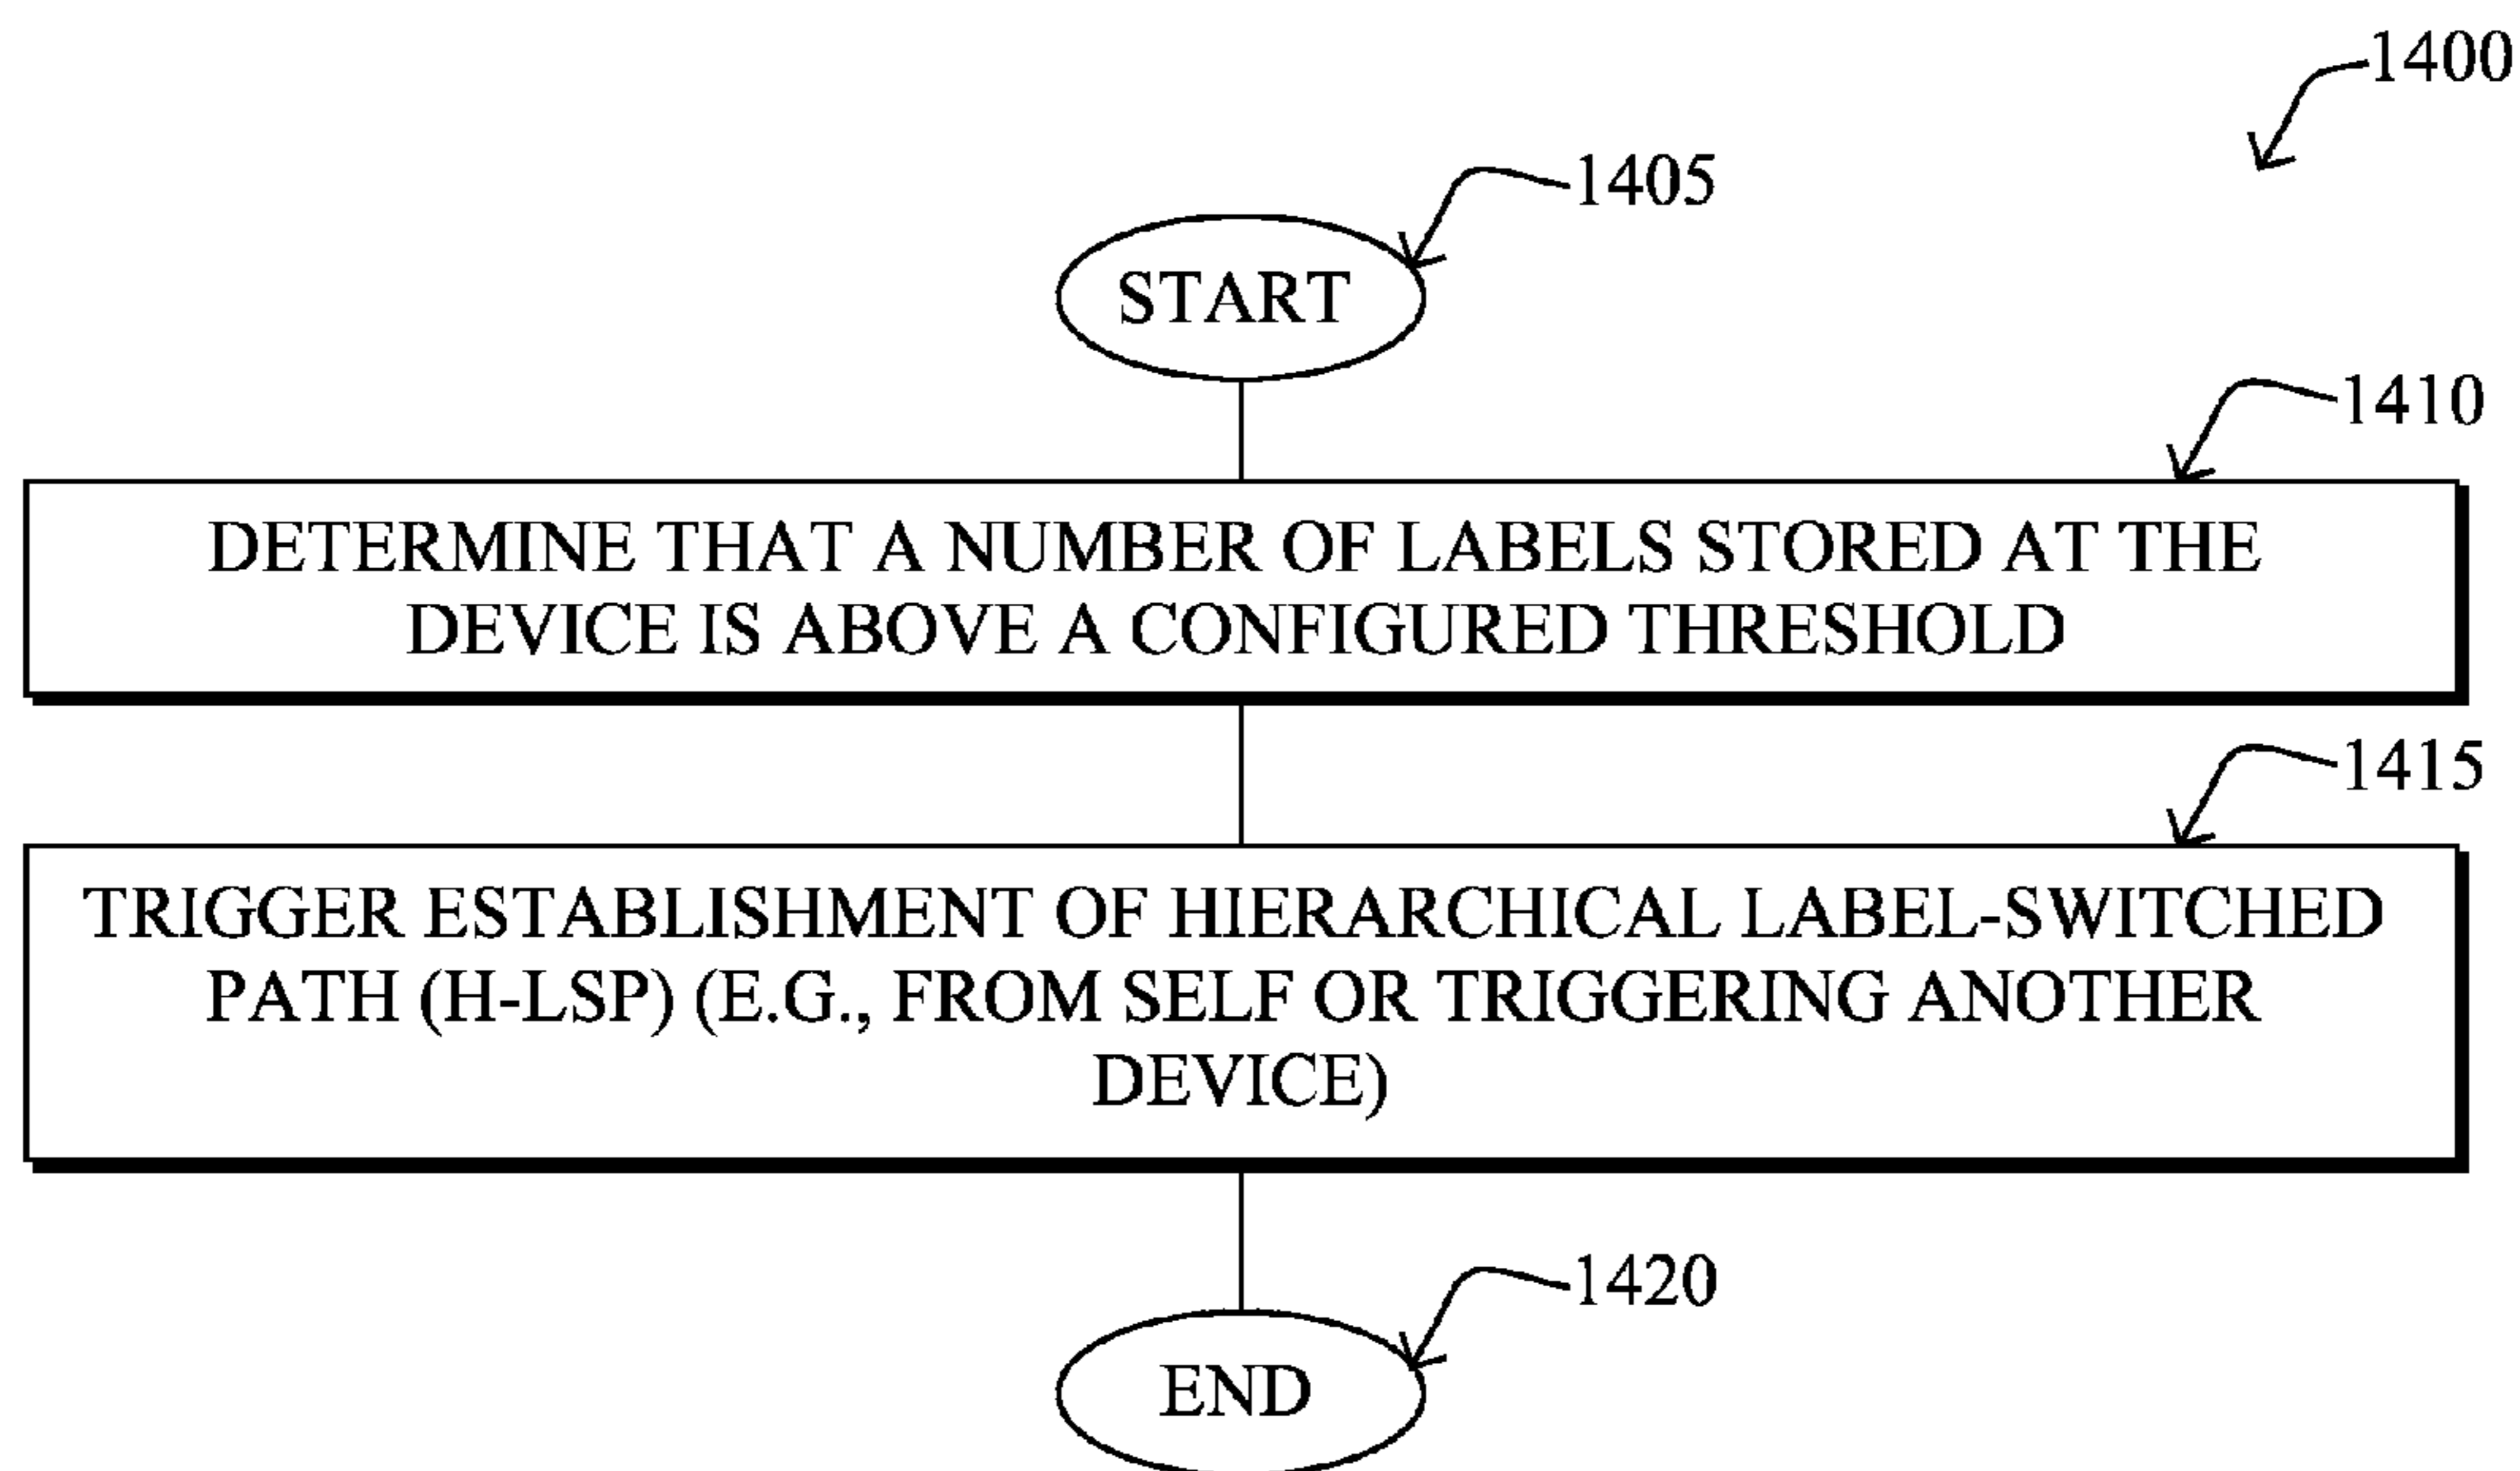 1400
1405
START
1410
DETERMINE THAT A NUMBER OF LABELS STORED AT THE
DEVICE IS ABOVE A CONFIGURED THRESHOLD
1415
TRIGGER ESTABLISHMENT OF HIERARCHICAL LABEL-SWITCHED
PATH (H-LSP) (E.G., FROM SELF OR TRIGGERING ANOTHER
DEVICE)
1420
END